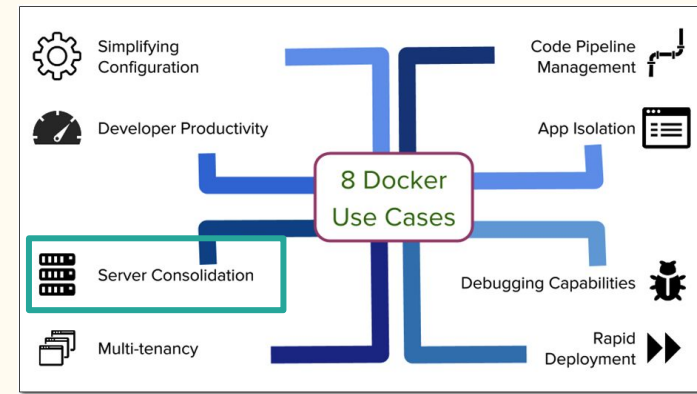 Simplifying
Configuration
Developer Productivity
Server Consolidation
Multi-tenancy
8 Docker
Use Cases
Code Pipeline
Management
App Isolation
Debugging Capabilities
Rapid
Deployment